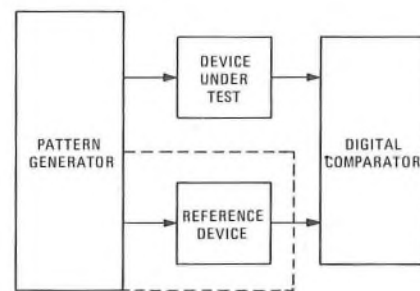 DEVICE
UNDER
TEST
PATTERN
GENERATOR
DIGITAL
COMPARATOR
REFERENCE
DEVICE